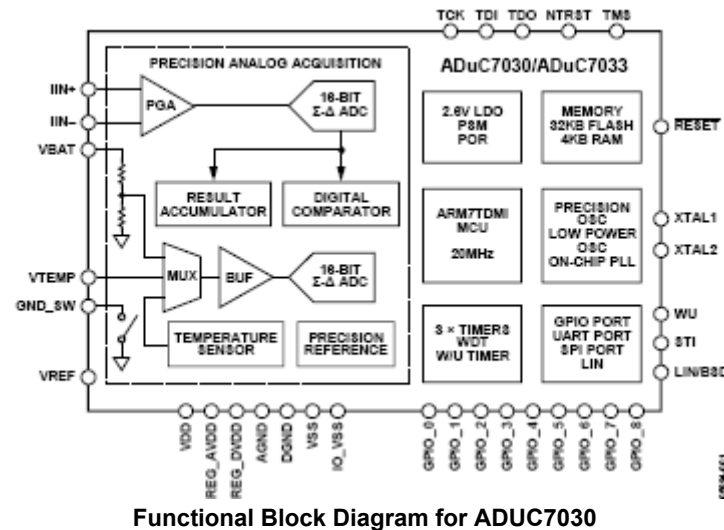 TCK TDI TDO NTRST TMS
PRECISION ANALOG ACQUISITION
ADuC7030/ADuC7033
IIN+
IIN–
VBAT
VTEMP
GND_SW
VREF
PGA
16-BIT
Σ-Δ ADC
RESULT
ACCUMULATOR
DIGITAL
COMPARATOR
MUX
BUF
16-BIT
Σ-Δ ADC
TEMPERATURE
SENSOR
PRECISION
REFERENCE
2.6V LDO
PSM
POR
MEMORY
32KB FLASH
4KB RAM
ARM7TDMI
MCU
20MHz
PRECISION
OSC
LOW POWER
OSC
ON-CHIP PLL
TIMERS
WDT
W/U TIMER
GPIO PORT
UART PORT
SPI PORT
LIN
RESET
XTAL1
XTAL2
WU
STI
LIN/BSD
VDD
REG_AVDD
REG_DVDD
AGND
DGND
VSS
IO_VSS
GPIO_0
GPIO_1
GPIO_2
GPIO_3
GPIO_4
GPIO_5
GPIO_6
GPIO_7
GPIO_8
Functional Block Diagram for ADUC7030